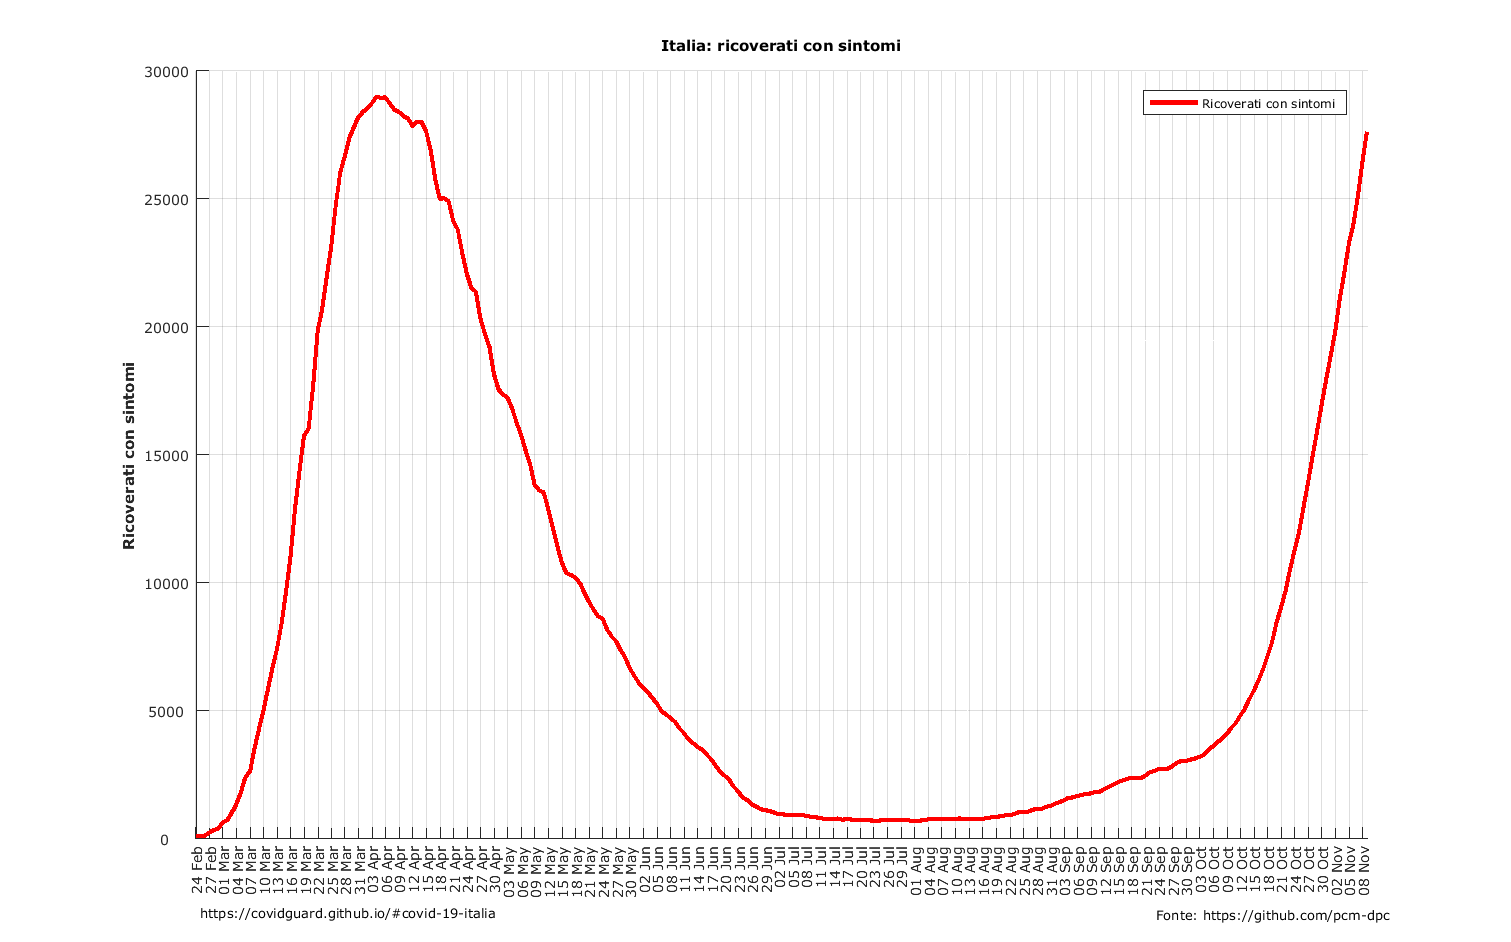 Italia: ricoverati con sintomi
Ricoverati con sintomi
Ricoverati con sintomi
30000
25000
20000
15000
10000
5000
0
24 Feb
27 Feb
01 Mar
04 Mar
07 Mar
10 Mar
13 Mar
16 Mar
19 Mar
22 Mar
25 Mar
28 Mar
31 Mar
03 Apr
06 Apr
09 Apr
12 Apr
15 Apr
18 Apr
21 Apr
24 Apr
27 Apr
30 Apr
03 May
06 May
09 May
12 May
15 May
18 May
21 May
24 May
27 May
30 May
02 Jun
05 Jun
08 Jun
11 Jun
14 Jun
17 Jun
20 Jun
23 Jun
26 Jun
29 Jun
02 Jul
05 Jul
08 Jul
11 Jul
14 Jul
17 Jul
20 Jul
23 Jul
26 Jul
29 Jul
01 Aug
04 Aug
07 Aug
10 Aug
13 Aug
16 Aug
19 Aug
22 Aug
25 Aug
28 Aug
31 Aug
03 Sep
06 Sep
09 Sep
12 Sep
15 Sep
18 Sep
21 Sep
24 Sep
27 Sep
30 Sep
03 Oct
06 Oct
09 Oct
12 Oct
15 Oct
18 Oct
21 Oct
24 Oct
27 Oct
30 Oct
02 Nov
05 Nov
08 Nov
https://covidguard.github.io/#covid-19-italia
Fonte: https://github.com/pcm-dpc